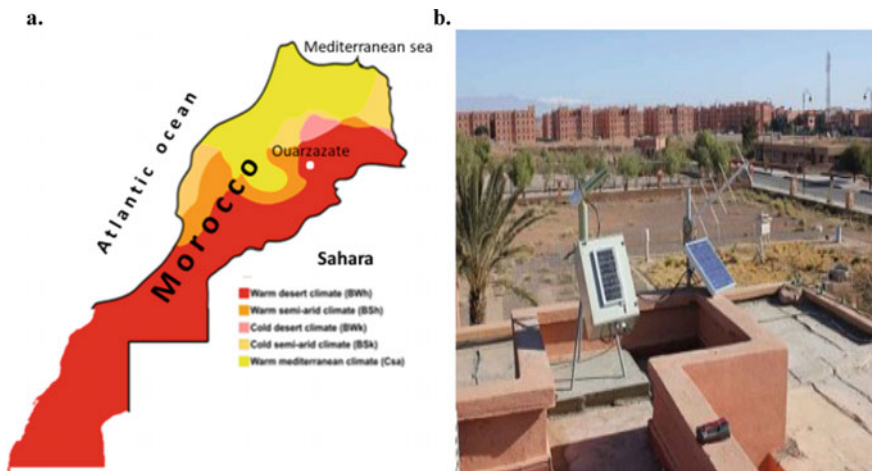 a.
b.
Mediterranean sea
Atlantic ocean
Ouarzazate
Morocco
Sahara
Warm desert climate (BWh)
Warm semi-arid climate (BSh)
Cold desert climate (BWk)
Cold semi-arid climate (BSk)
Warm mediterranean climate (Csa)